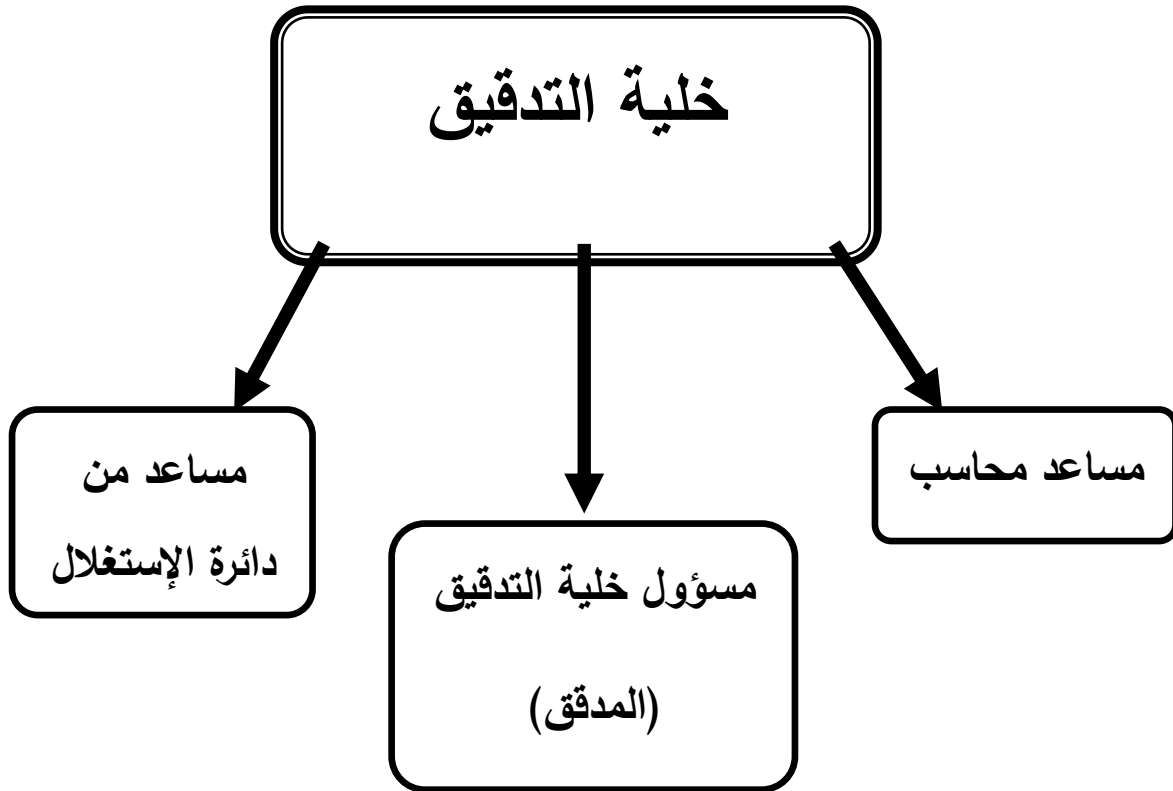 خلية التدقيق
مساعد محاسب
مسؤول خلية التدقيق
(المدقق)
مساعد من
دائرة الإستغلال